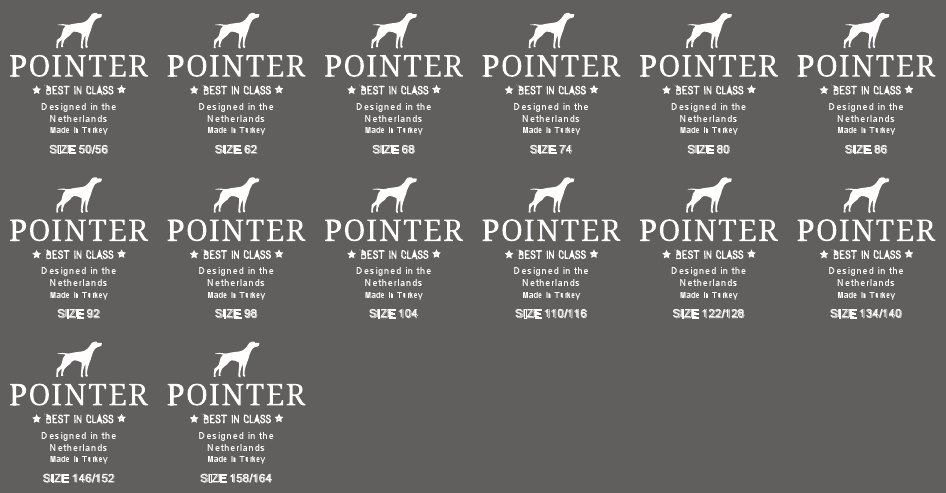 POINTER
★ BEST IN CLASS ★
Designed in the
Netherlands
Made In Turkey
SIZE 50/56
POINTER
★ BEST IN CLASS ★
Designed in the
Netherlands
Made In Turkey
SIZE 62
POINTER
★ BEST IN CLASS ★
Designed in the
Netherlands
Made In Turkey
SIZE 68
POINTER
★ BEST IN CLASS ★
Designed in the
Netherlands
Made In Turkey
SIZE 74
POINTER
★ BEST IN CLASS ★
Designed in the
Netherlands
Made In Turkey
SIZE 80
POINTER
★ BEST IN CLASS ★
Designed in the
Netherlands
Made In Turkey
SIZE 86
POINTER
★ BEST IN CLASS ★
Designed in the
Netherlands
Made In Turkey
SIZE 92
POINTER
★ BEST IN CLASS ★
Designed in the
Netherlands
Made In Turkey
SIZE 98
POINTER
★ BEST IN CLASS ★
Designed in the
Netherlands
Made In Turkey
SIZE 104
POINTER
★ BEST IN CLASS ★
Designed in the
Netherlands
Made In Turkey
SIZE 110/116
POINTER
★ BEST IN CLASS ★
Designed in the
Netherlands
Made In Turkey
SIZE 122/128
POINTER
★ BEST IN CLASS ★
Designed in the
Netherlands
Made In Turkey
SIZE 134/140
POINTER
★ BEST IN CLASS ★
Designed in the
Netherlands
Made In Turkey
SIZE 146/152
POINTER
★ BEST IN CLASS ★
Designed in the
Netherlands
Made In Turkey
SIZE 158/164